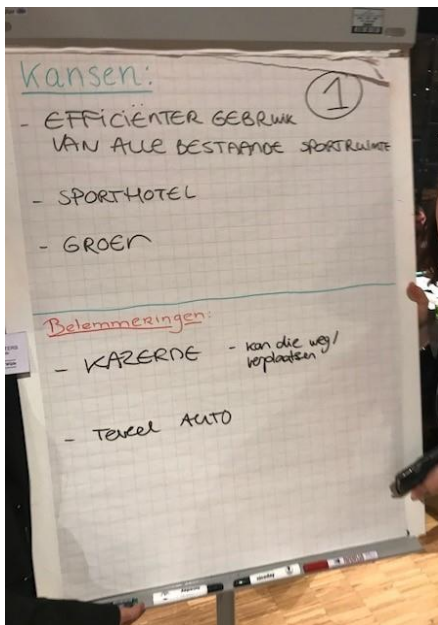 Kansen:
1
- EFFICIËNTER GEBRUIK
VAN ALLE BESTAANDE SPORTRUIMTE
- SPORTHOTEL
- GROEN
Belemmeringen:
- KAZERNE - kan die weg/
verplaatsen
- TEVEEL AUTO